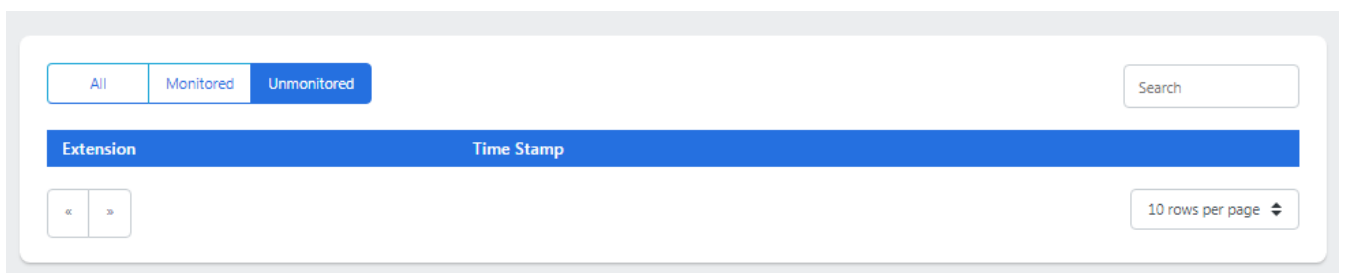 All Monitored Unmonitored
Search
Extension Time Stamp
« »
10 rows per page